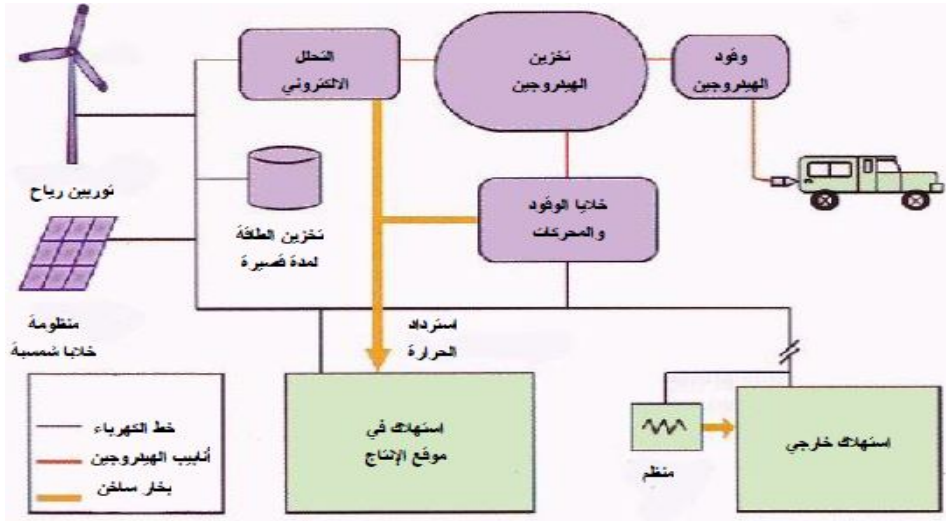 التحلل
الالكتروني
تخزين
الهيدروجين
وقود
الهيدروجين
توربين رياح
تخزين الطاقة
لمدة قصيرة
خلايا الوقود
والمحركات
منظومة
خلايا شمسية
استرداد
الحرارة
خط الكهرباء
أنابيب الهيدروجين
بخار ساخن
استهلاك في
موقع الإنتاج
منظم
استهلاك خارجي